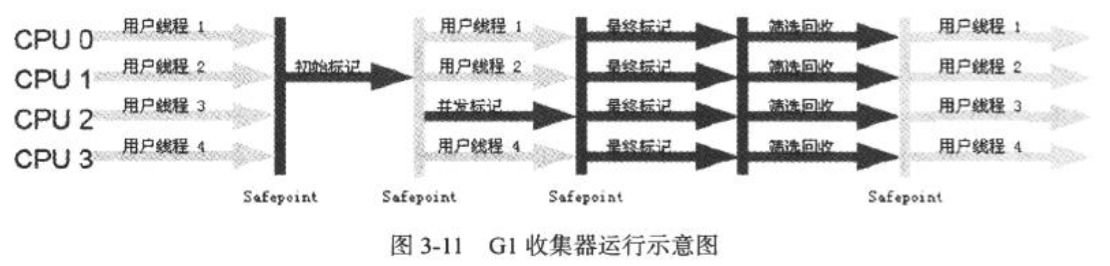 CPU 0 用户线程 1 初始标记 用户线程 1 最终标记 筛选回收 用户线程 1
CPU 1 用户线程 2 用户线程 2 最终标记 筛选回收 用户线程 2
CPU 2 用户线程 3 并发标记 最终标记 筛选回收 用户线程 3
CPU 3 用户线程 4 用户线程 4 最终标记 筛选回收 用户线程 4
Safepoint Safepoint Safepoint Safepoint
图 3-11 G1 收集器运行示意图